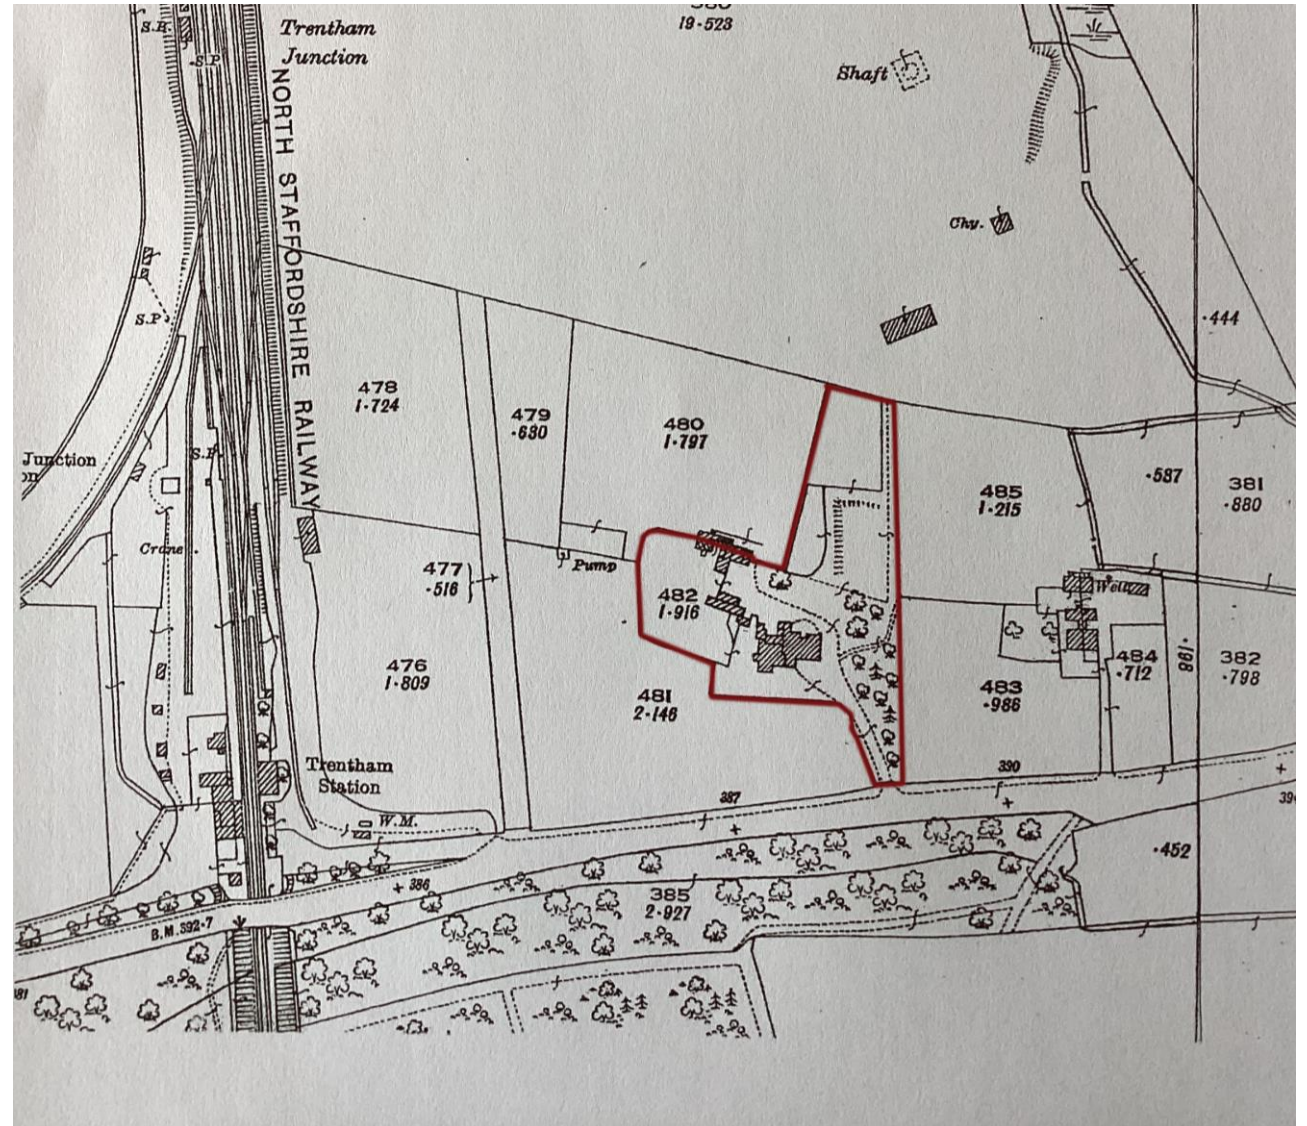 19·523
S.B.
Trentham
Junction
S.P
Shaft
NORTH STAFFORDSHIRE RAILWAY
Chy.
S.P
·444
478
1·724
479
·630
480
1·797
Junction
S.P.
485
1·215
·587
381
·880
Crane
Pump
477
·516
482
1·916
Well
476
1·809
481
2·146
483
·986
484
·712
·198
382
·798
Trentham
Station
W.M.
387
390
·452
386
385
2·927
B.M. 392·7